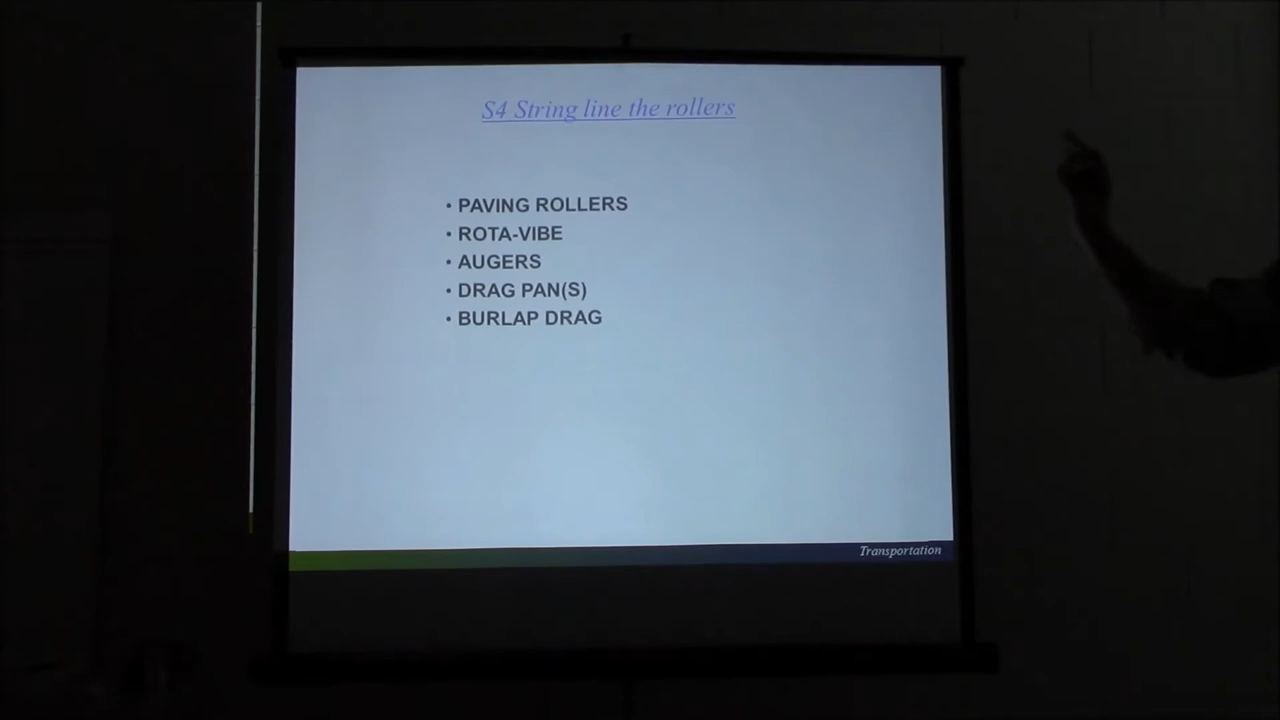 S4 String line the rollers
• PAVING ROLLERS
• ROTA-VIBE
• AUGERS
• DRAG PAN(S)
• BURLAP DRAG
Transportation